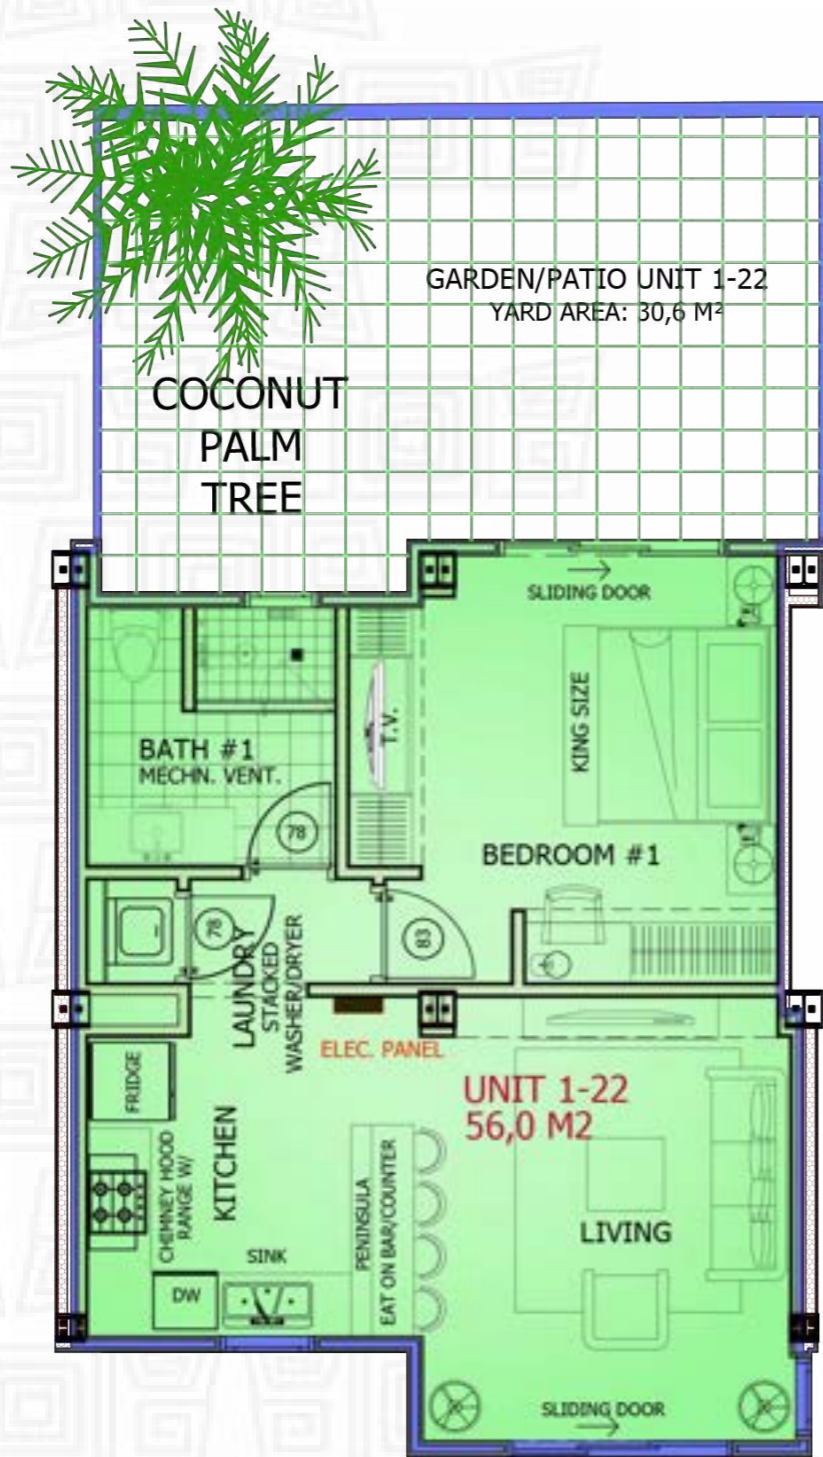 GARDEN/PATIO UNIT 1-22
YARD AREA: 30,6 M²
COCONUT
PALM
TREE
SLIDING DOOR
KING SIZE
T.V.
BATH #1
MECHN. VENT.
78
BEDROOM #1
78
83
LAUNDRY
STACKED
WASHER/DRYER
ELEC. PANEL
FRIDGE
UNIT 1-22
56,0 M2
KITCHEN
CHIMNEY HOOD
RANGE W/
PENINSULA
EAT ON BAR/COUNTER
LIVING
SINK
DW
SLIDING DOOR